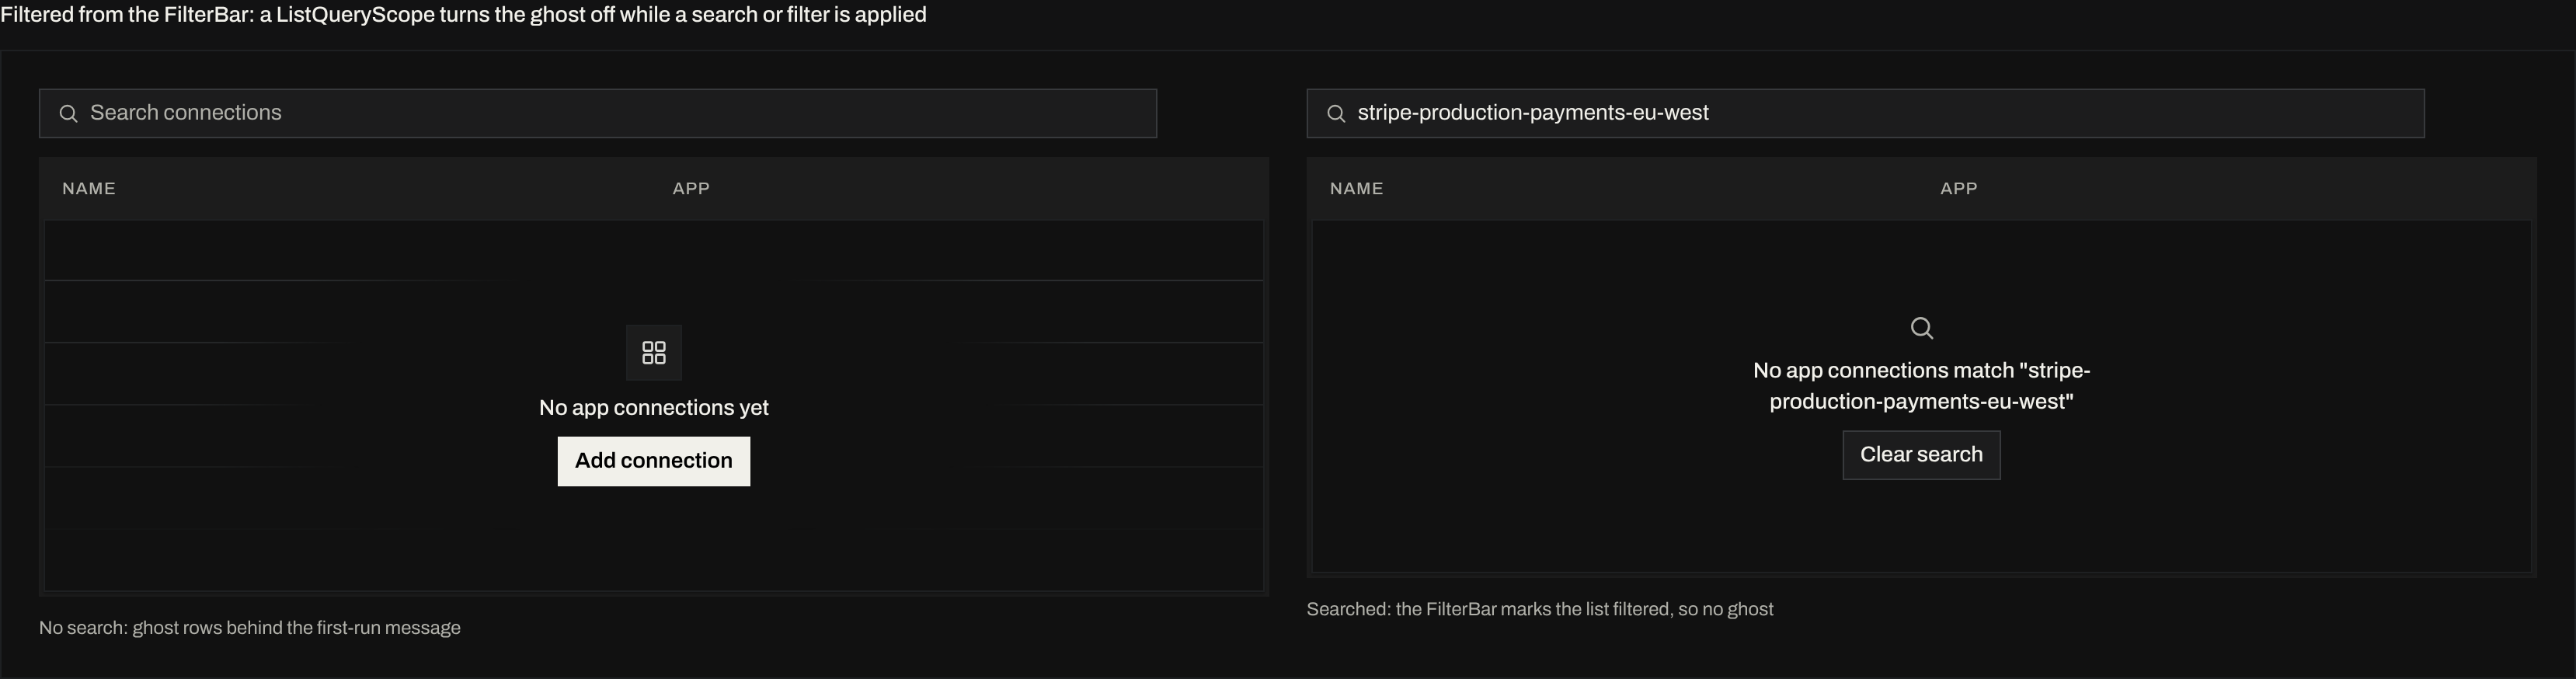 Filtered from the FilterBar: a ListQueryScope turns the ghost off while a search or filter is applied
Search connections
NAME APP
No app connections yet
Add connection
No search: ghost rows behind the first-run message
stripe-production-payments-eu-west
NAME APP
No app connections match "stripe-
production-payments-eu-west"
Clear search
Searched: the FilterBar marks the list filtered, so no ghost